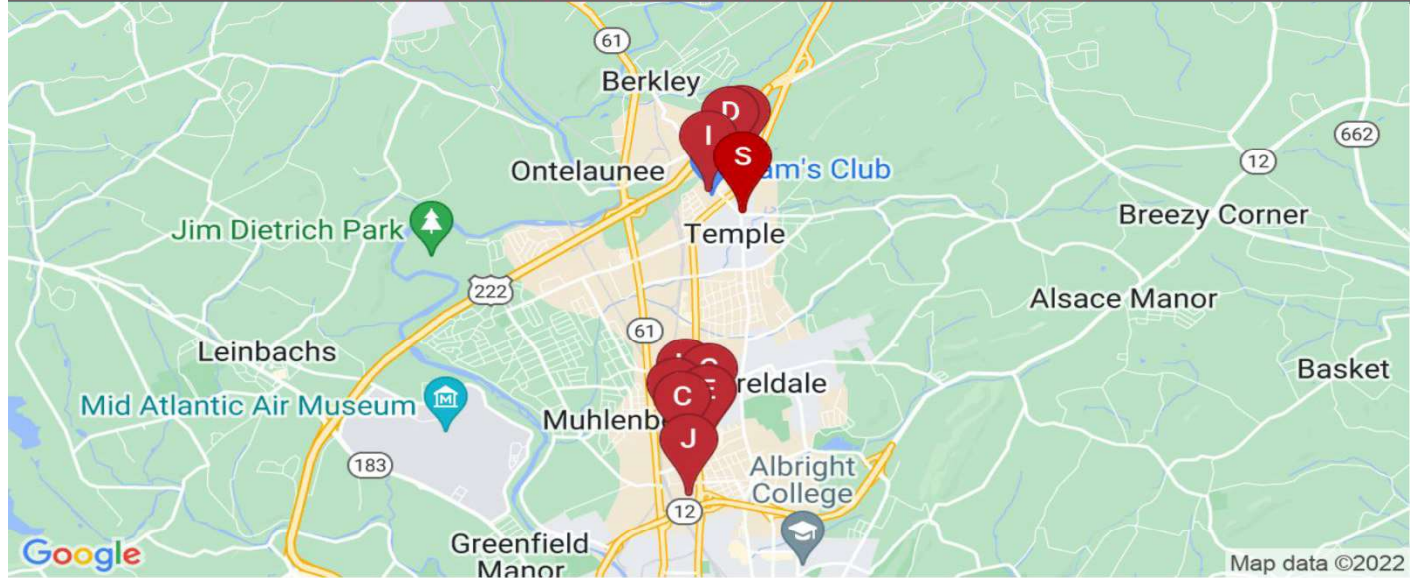 61
Berkley
D
662
I
S
12
Ontelaunee
am's Club
Breezy Corner
Jim Dietrich Park
Temple
222
Alsace Manor
61
Leinbachs
Basket
E
reldale
C
Mid Atlantic Air Museum
M
Muhlenb
J
183
Albright
College
12
Greenfield
Manor
Google
Map data ©2022